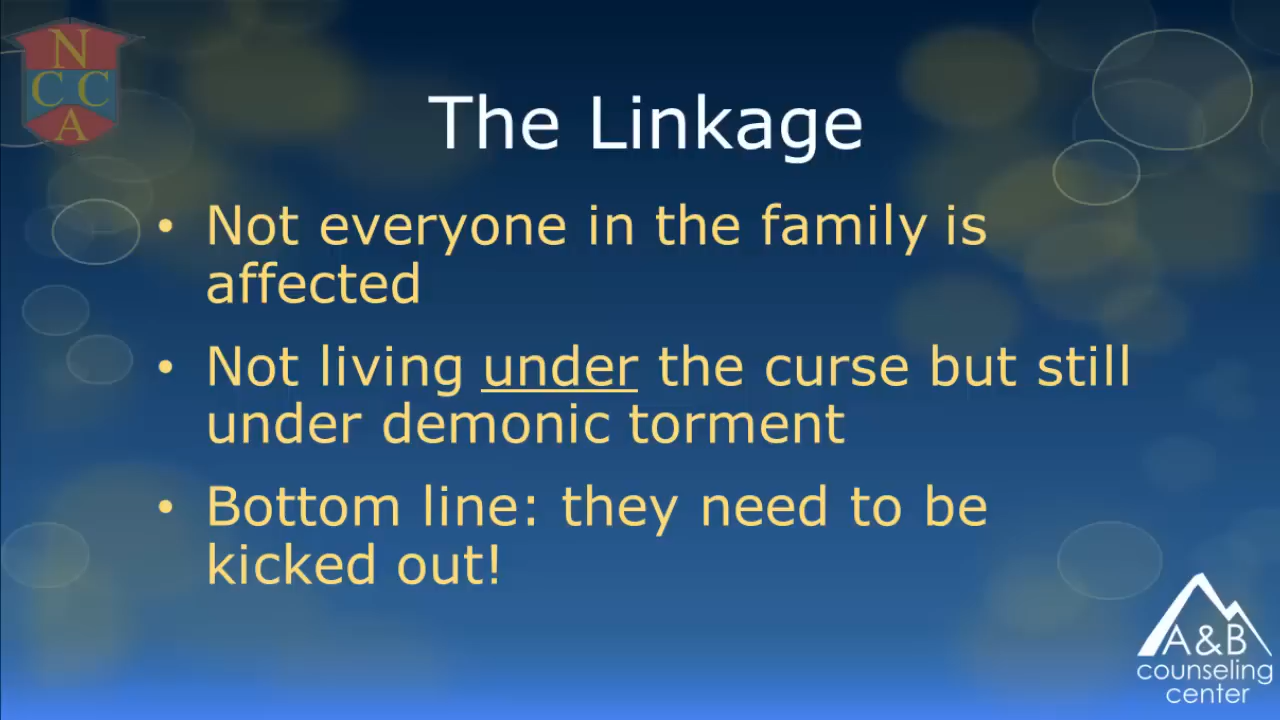 N
CC
A
The Linkage
• Not everyone in the family is
affected
• Not living under the curse but still
under demonic torment
• Bottom line: they need to be
kicked out!
A&B
counseling
center